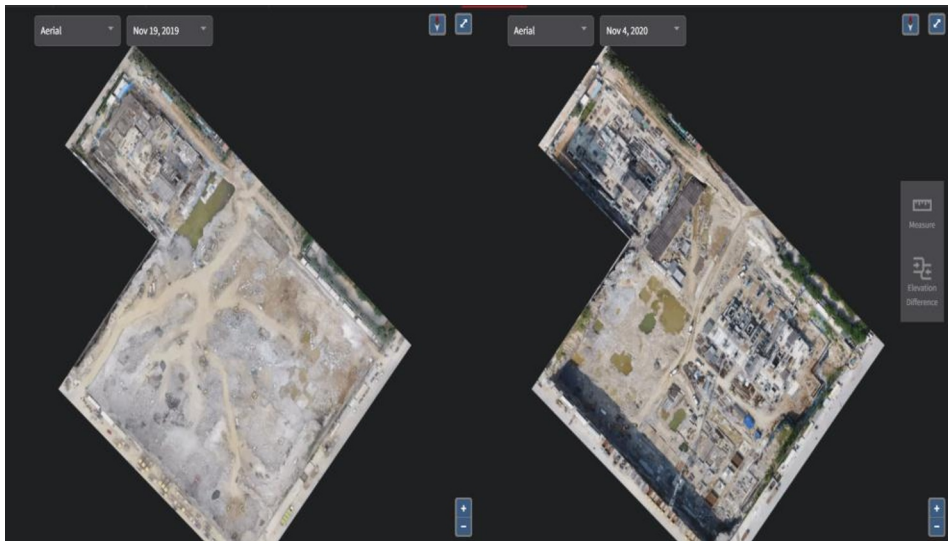 Aerial
Nov 19, 2019
Aerial
Nov 4, 2020
Measure
Elevation
Difference
+
−
+
−